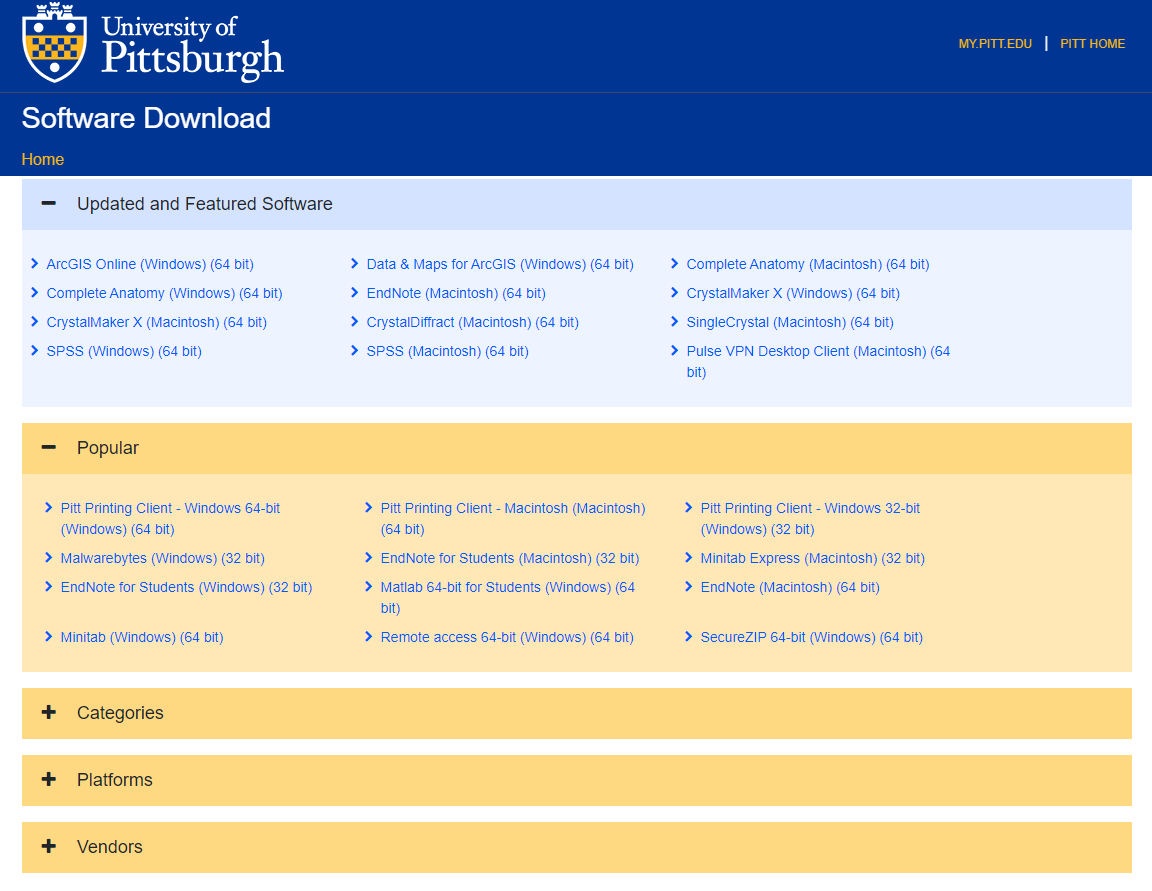 University of
Pittsburgh
MY.PITT.EDU | PITT HOME
Software Download
Home
Updated and Featured Software
ArcGIS Online (Windows) (64 bit)
Data & Maps for ArcGIS (Windows) (64 bit)
Complete Anatomy (Macintosh) (64 bit)
Complete Anatomy (Windows) (64 bit)
EndNote (Macintosh) (64 bit)
CrystalMaker X (Windows) (64 bit)
CrystalMaker X (Macintosh) (64 bit)
CrystalDiffract (Macintosh) (64 bit)
SingleCrystal (Macintosh) (64 bit)
SPSS (Windows) (64 bit)
SPSS (Macintosh) (64 bit)
Pulse VPN Desktop Client (Macintosh) (64
bit)
Popular
Pitt Printing Client - Windows 64-bit
(Windows) (64 bit)
Pitt Printing Client - Macintosh (Macintosh)
(64 bit)
Pitt Printing Client - Windows 32-bit
(Windows) (32 bit)
Malwarebytes (Windows) (32 bit)
EndNote for Students (Macintosh) (32 bit)
Minitab Express (Macintosh) (32 bit)
EndNote for Students (Windows) (32 bit)
Matlab 64-bit for Students (Windows) (64
bit)
EndNote (Macintosh) (64 bit)
Minitab (Windows) (64 bit)
Remote access 64-bit (Windows) (64 bit)
SecureZIP 64-bit (Windows) (64 bit)
Categories
Platforms
Vendors